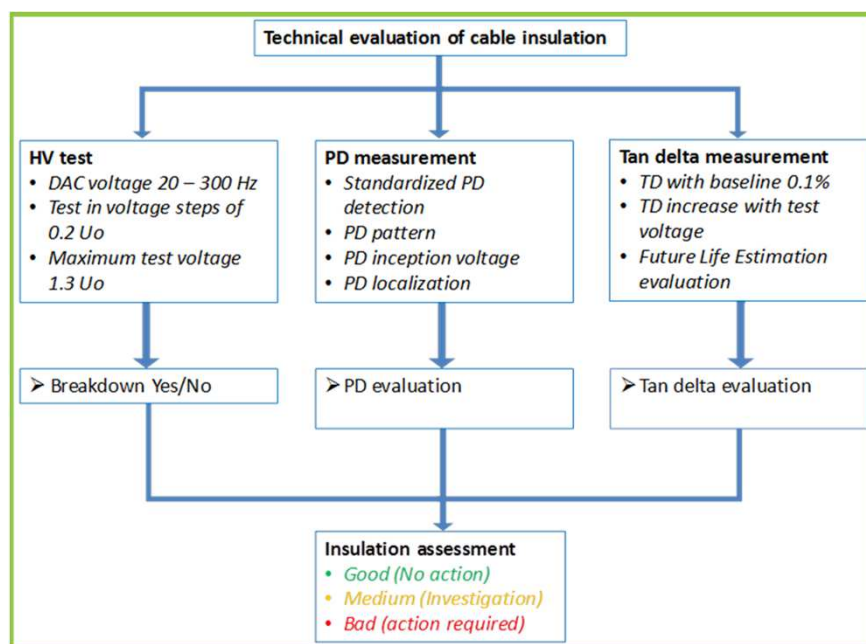 Technical evaluation of cable insulation
HV test
• DAC voltage 20 – 300 Hz
• Test in voltage steps of
0.2 Uo
• Maximum test voltage
1.3 Uo
PD measurement
• Standardized PD
detection
• PD pattern
• PD inception voltage
• PD localization
Tan delta measurement
• TD with baseline 0.1%
• TD increase with test
voltage
• Future Life Estimation
evaluation
➢ Breakdown Yes/No
➢ PD evaluation
➢ Tan delta evaluation
Insulation assessment
• Good (No action)
• Medium (Investigation)
• Bad (action required)